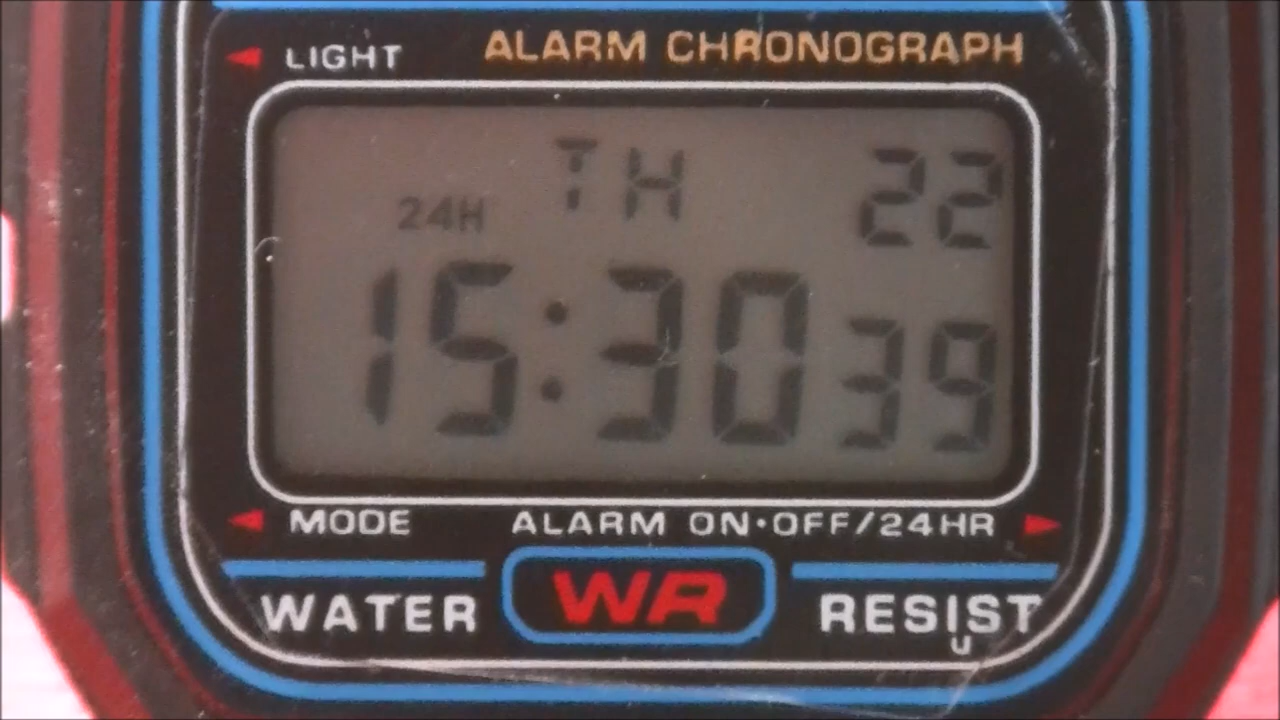 LIGHT ALARM CHRONOGRAPH
TH 22
24H
15:30 39
MODE ALARM ON•OFF/24HR
WATER WR RESIST
u